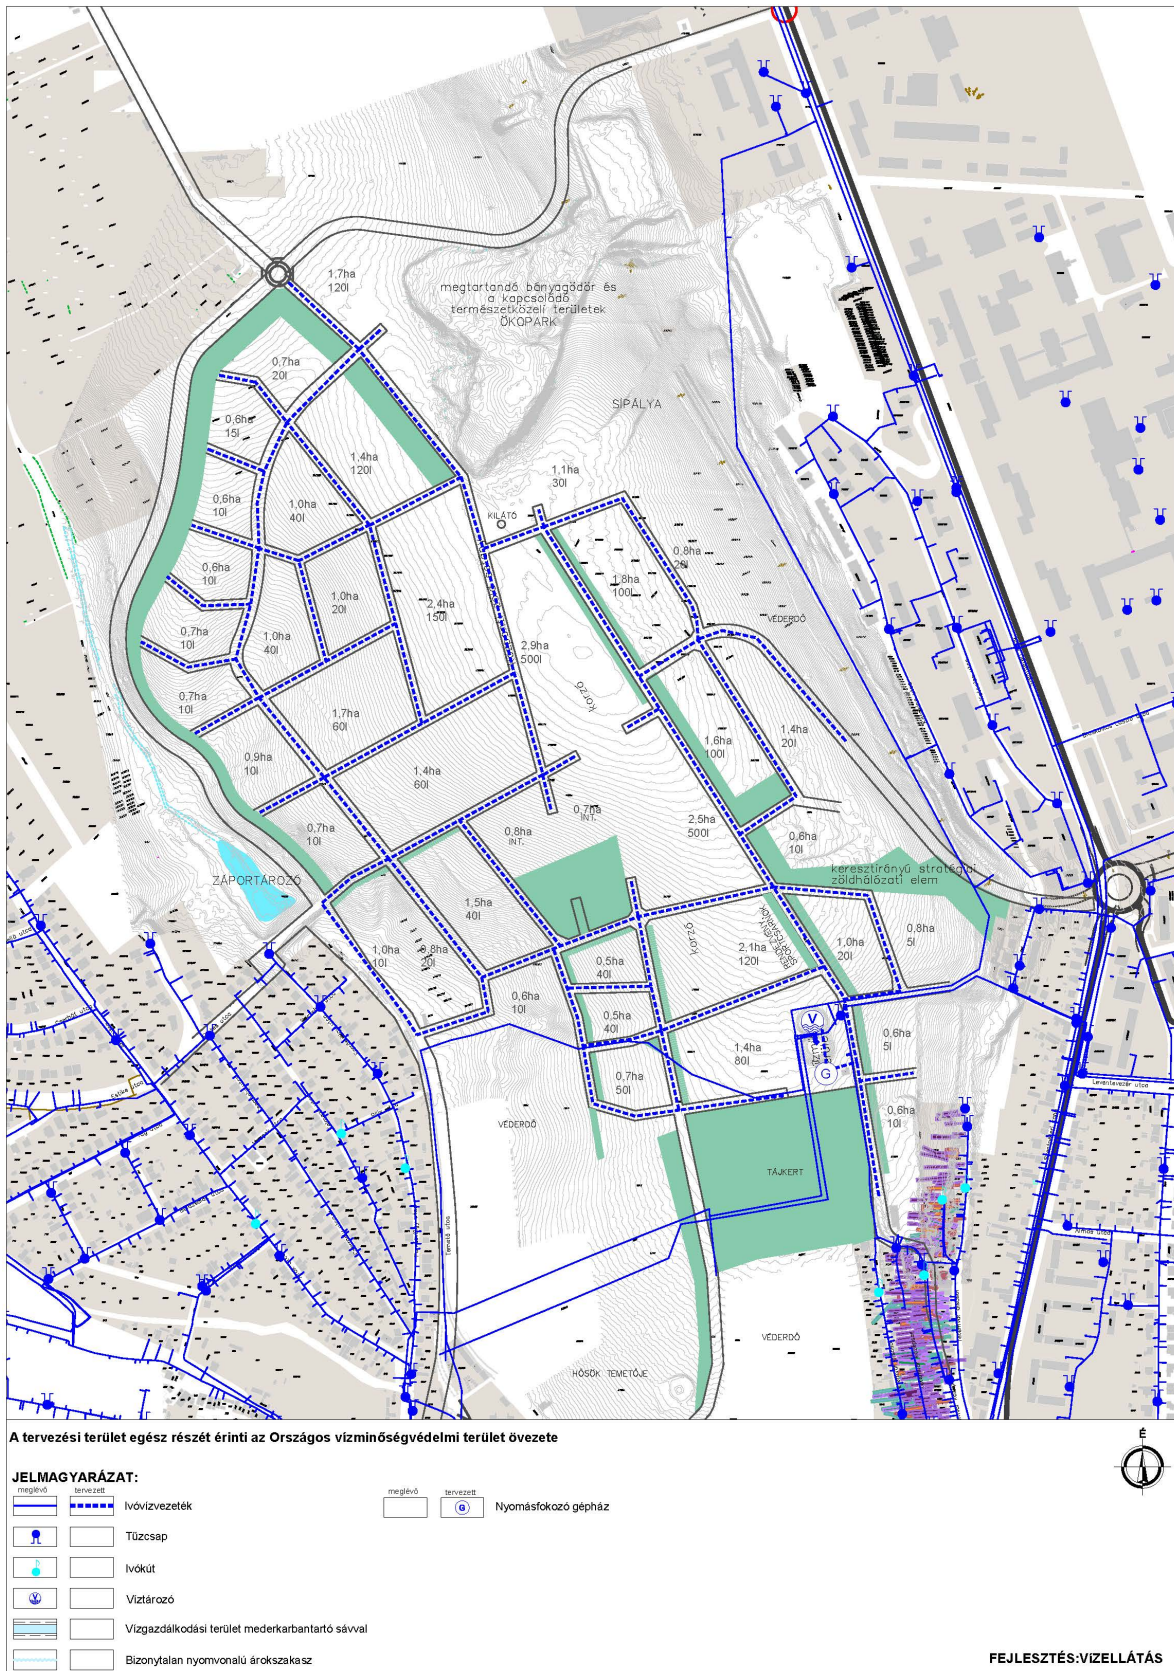 1,7ha
120l
megtartandó bányagödör és
a kapcsolódó
természetközeli területek
ÖKOPARK
0,7ha
20l
SÍPÁLYA
0,6ha
15l
1,4ha
120l
1,1ha
30l
0,6ha
10l
1,0ha
40l
KILÁTÓ
0,8ha
20l
0,6ha
10l
1,0ha
20l
1,8ha
100l
2,4ha
150l
VÉDERDŐ
0,7ha
10l
1,0ha
40l
2,9ha
500l
Korzó
0,7ha
10l
1,7ha
60l
1,6ha
100l
1,4ha
20l
0,9ha
10l
1,4ha
60l
0,7ha
INT.
2,5ha
500l
0,7ha
10l
0,8ha
INT.
0,6ha
10l
keresztirányú stratégiai
zöldhálózati elem
ZÁPORTÁROZÓ
1,5ha
40l
1,0ha
10l
0,8ha
20l
Korzó
2,1ha
120l
RENDEZVÉNY
SPORTCSARNOK
1,0ha
20l
0,8ha
5l
0,5ha
40l
0,6ha
10l
0,5ha
40l
1,4ha
80l
V
G
0,6ha
5l
0,7ha
50l
0,6ha
10l
VÉDERDŐ
TÁJKERT
Temető utca
Levantevezér utca
Álmos utca
VÉDERDŐ
HŐSÖK TEMETŐJE
A tervezési terület egész részét érinti az Országos vízminőségvédelmi terület övezete
É
JELMAGYARÁZAT:
meglévő tervezett
Ivóvízvezeték
meglévő tervezett
G Nyomásfokozó gépház
Tűzcsap
Ivókút
V Víztározó
Vízgazdálkodási terület mederkarbantartó sávval
Bizonytalan nyomvonalú árokszakasz
FEJLESZTÉS:VíZELLÁTÁS